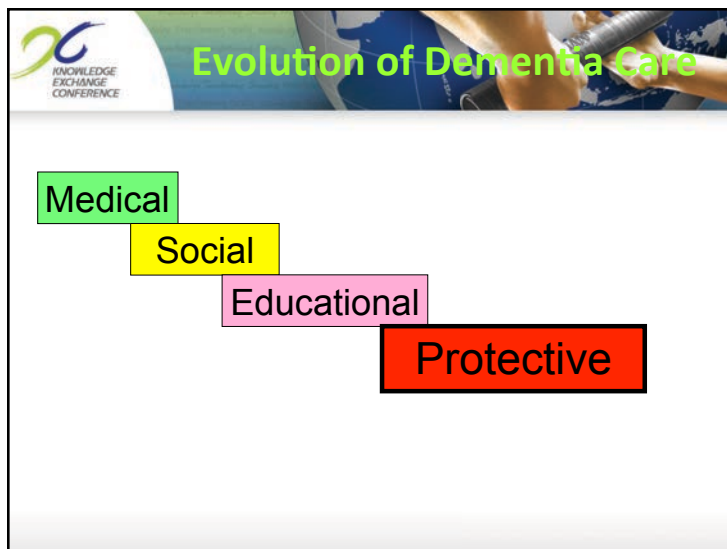 KNOWLEDGE
EXCHANGE
CONFERENCE
Evolution of Dementia Care
Medical
Social
Educational
Protective